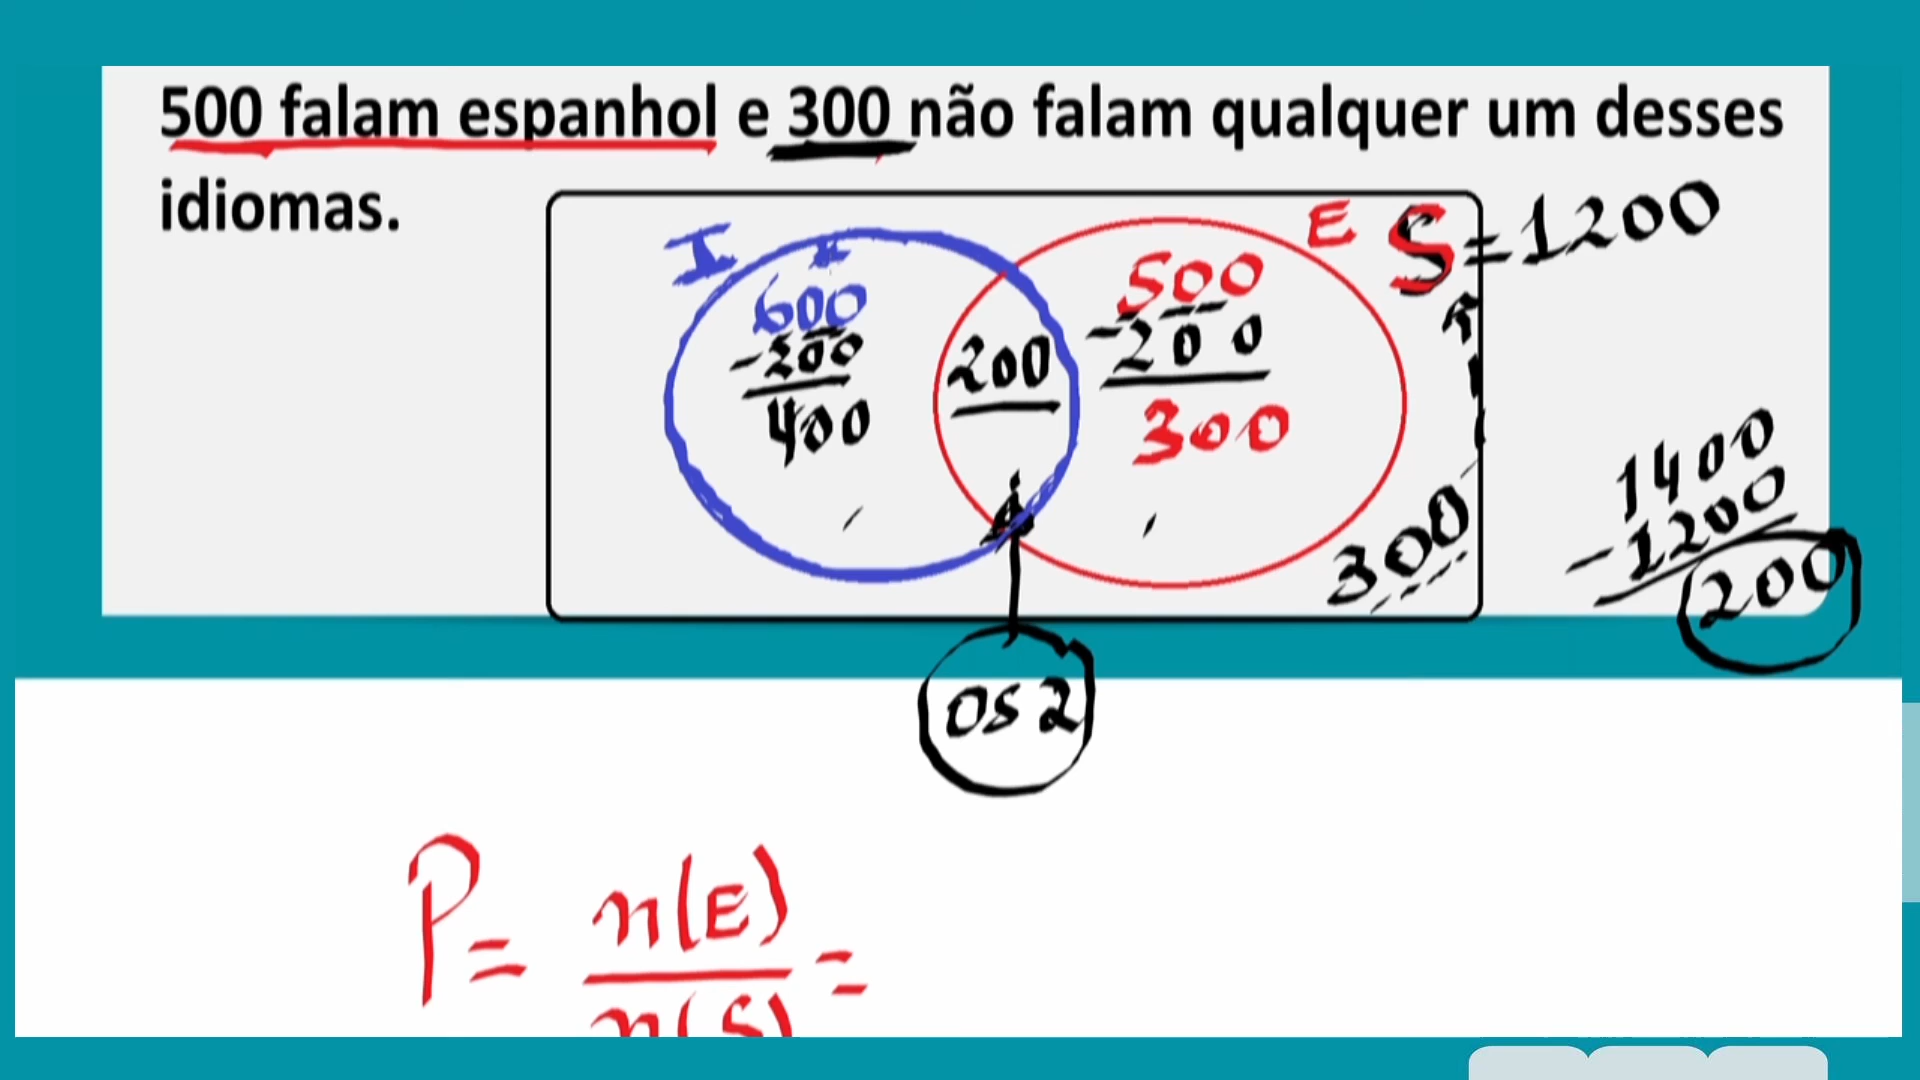 500 falam espanhol e 300 não falam qualquer um desses
idiomas.
I
E
S=1200
600
-200
400
200
500
-200
300
300
1400
-1200
200
OS 2
P= n(E) =
n(S)